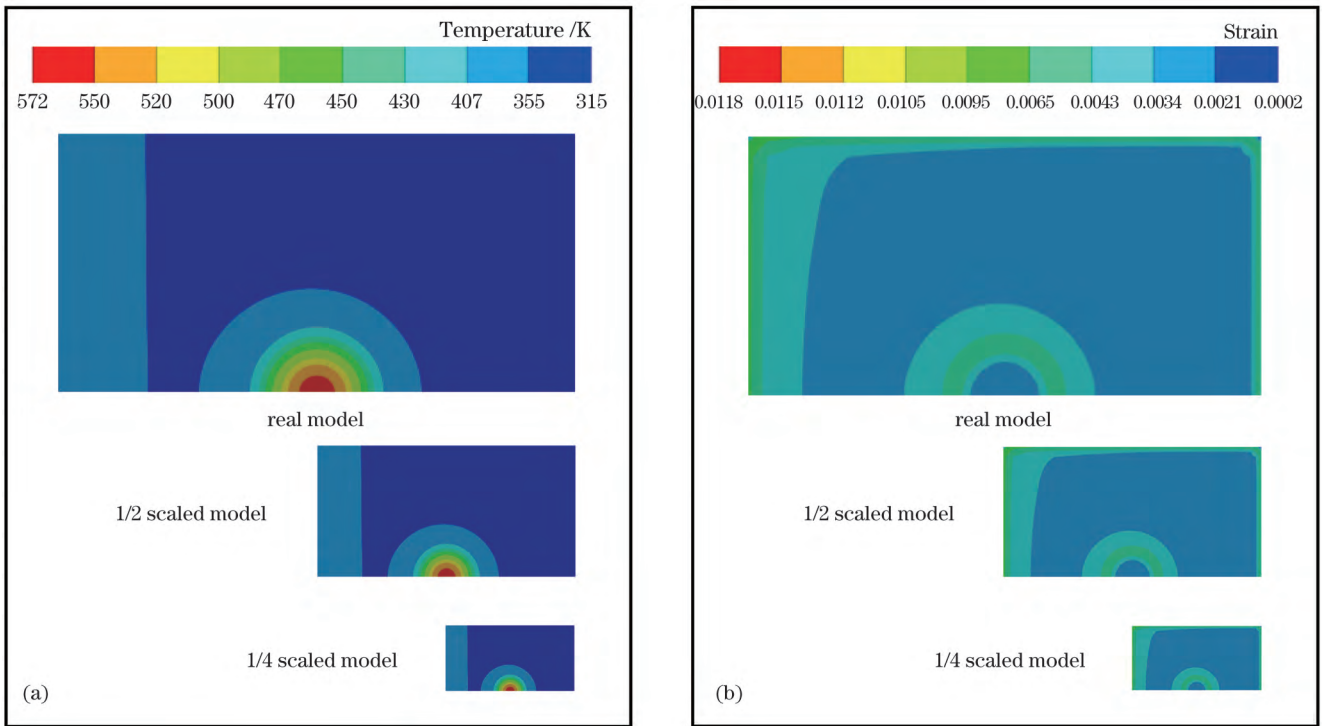 Temperature /K
572 550 520 500 470 450 430 407 355 315
real model
1/2 scaled model
1/4 scaled model
(a)
Strain
0.0118 0.0115 0.0112 0.0105 0.0095 0.0065 0.0043 0.0034 0.0021 0.0002
real model
1/2 scaled model
1/4 scaled model
(b)